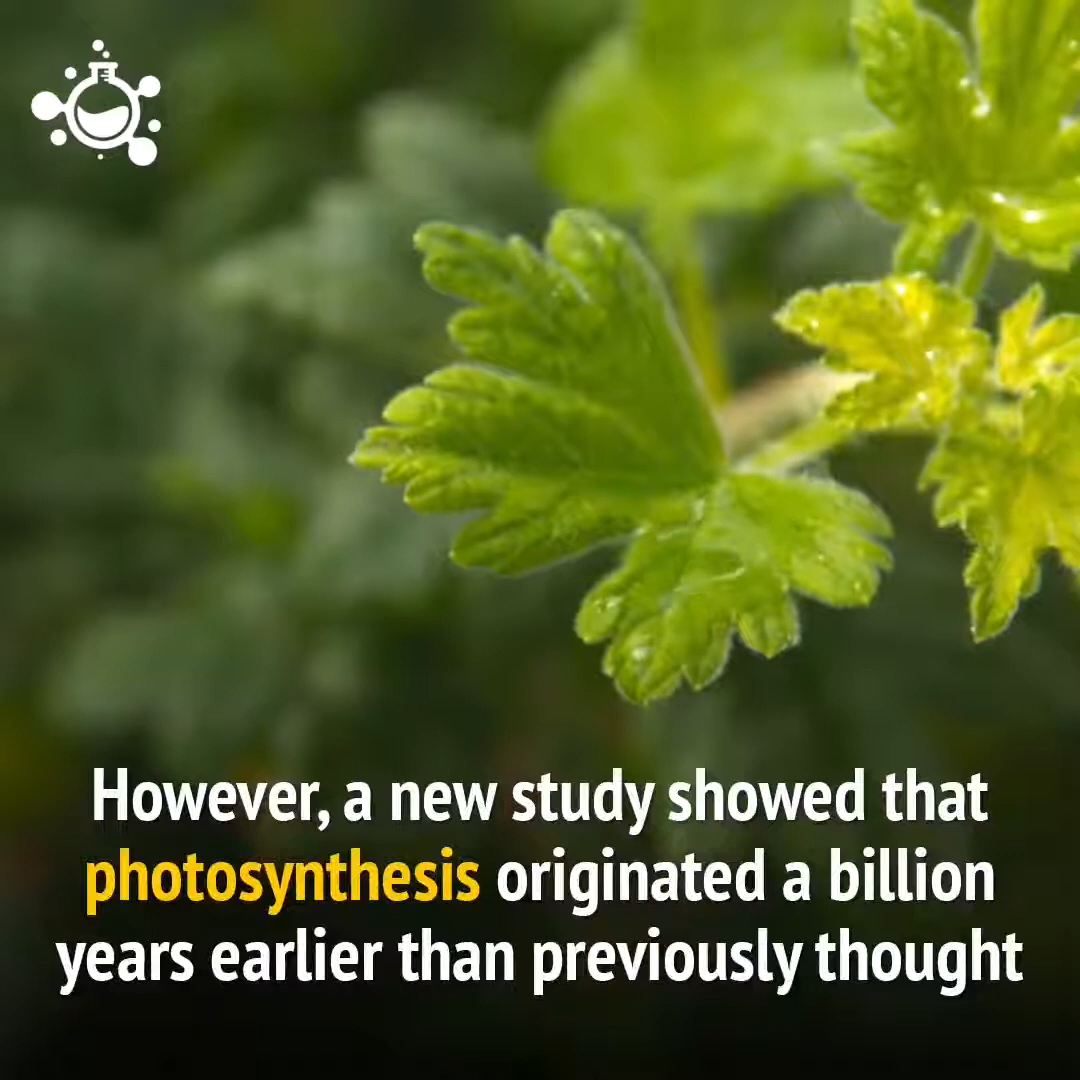 However, a new study showed that
photosynthesis originated a billion
years earlier than previously thought